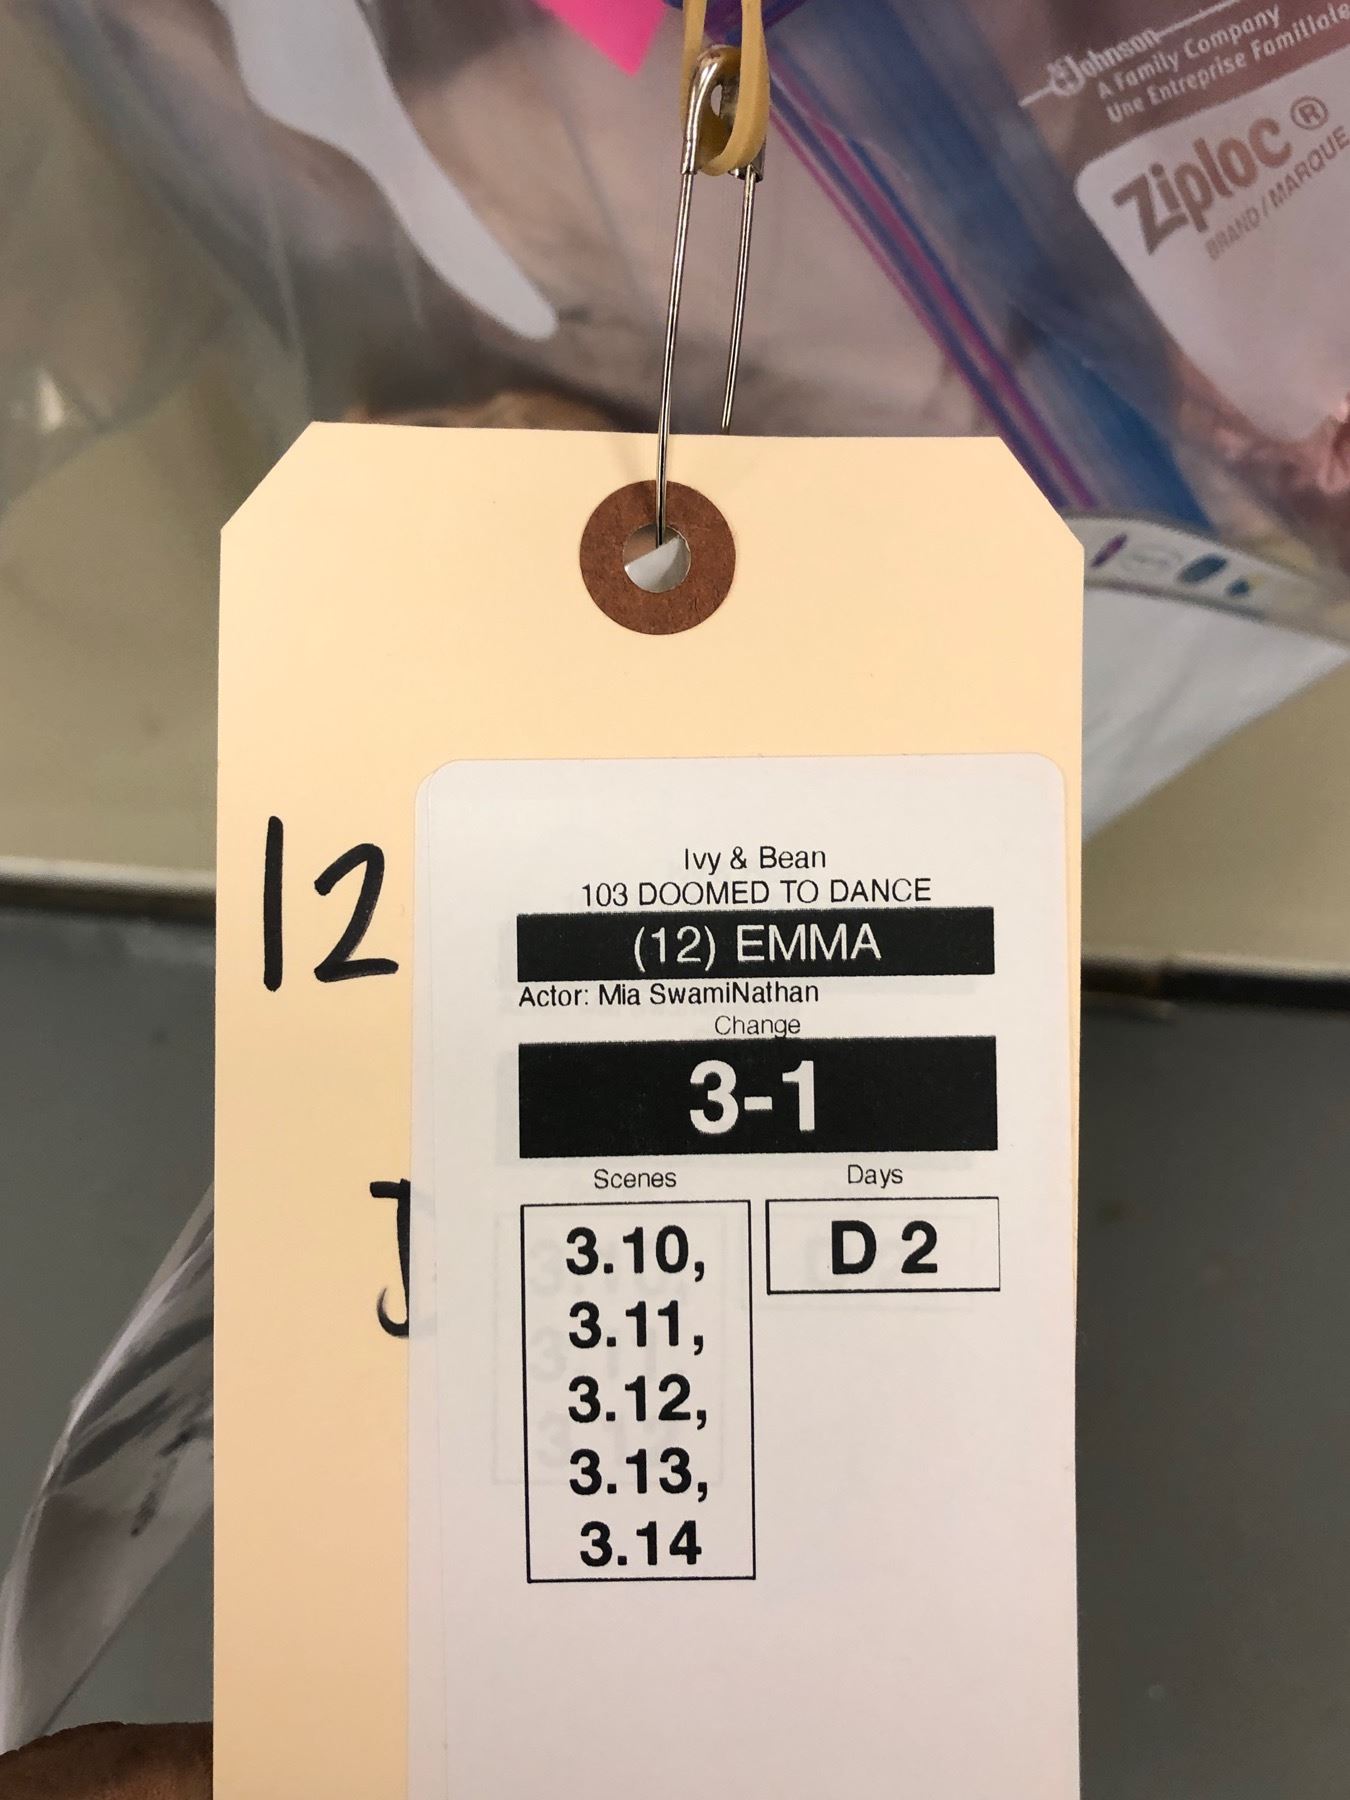 Johnson
A Family Company
Une Entreprise Familiale
Ziploc®
BRAND/MARQUE
12
J
Ivy & Bean
103 DOOMED TO DANCE
(12) EMMA
Actor: Mia SwamiNathan
Change
3-1
Scenes
Days
3.10,
D 2
3.11,
3.12,
3.13,
3.14